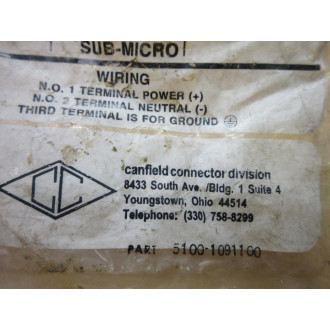 SUB-MICRO
WIRING
N.O. 1 TERMINAL POWER (+)
N.O. 2 TERMINAL NEUTRAL (-)
THIRD TERMINAL IS FOR GROUND
CC
canfield connector division
8433 South Ave. /Bldg. 1 Suite 4
Youngstown, Ohio 44514
Telephone: (330) 758-8299
PART 5100-1091100